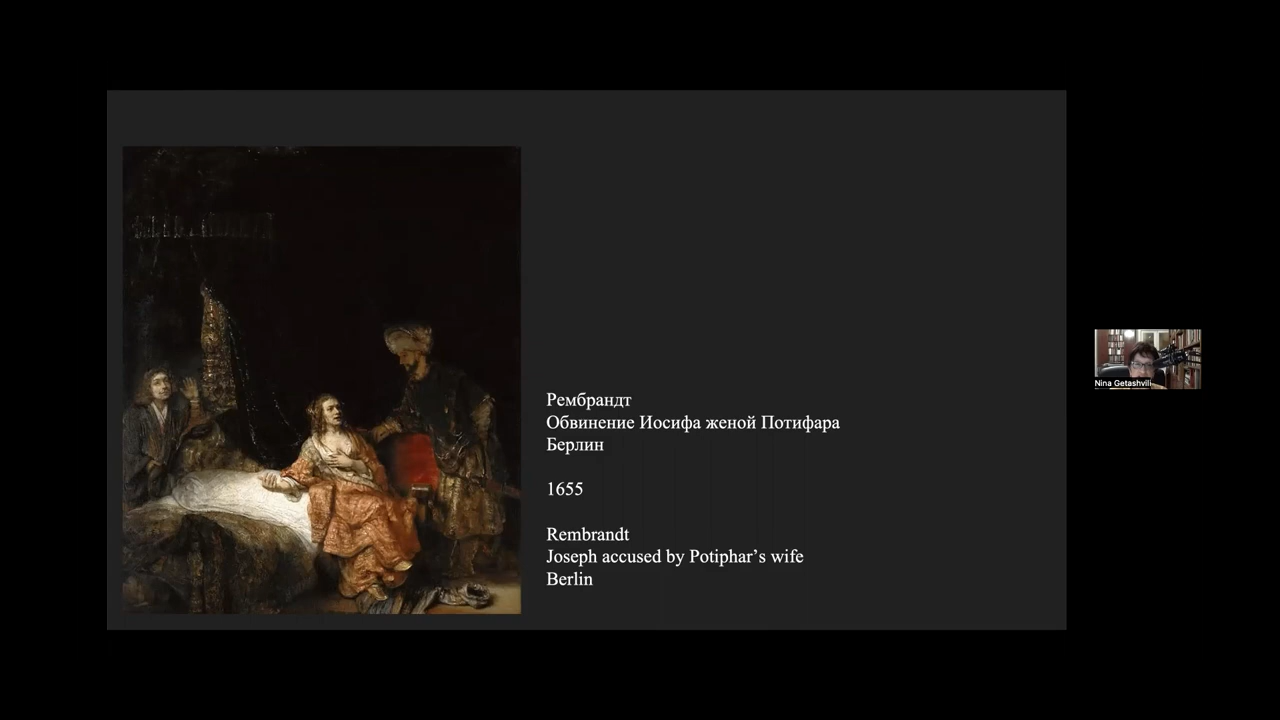 Рембрандт
Обвинение Иосифа женой Потифара
Берлин
1655
Rembrandt
Joseph accused by Potiphar’s wife
Berlin
Nina Getashvili